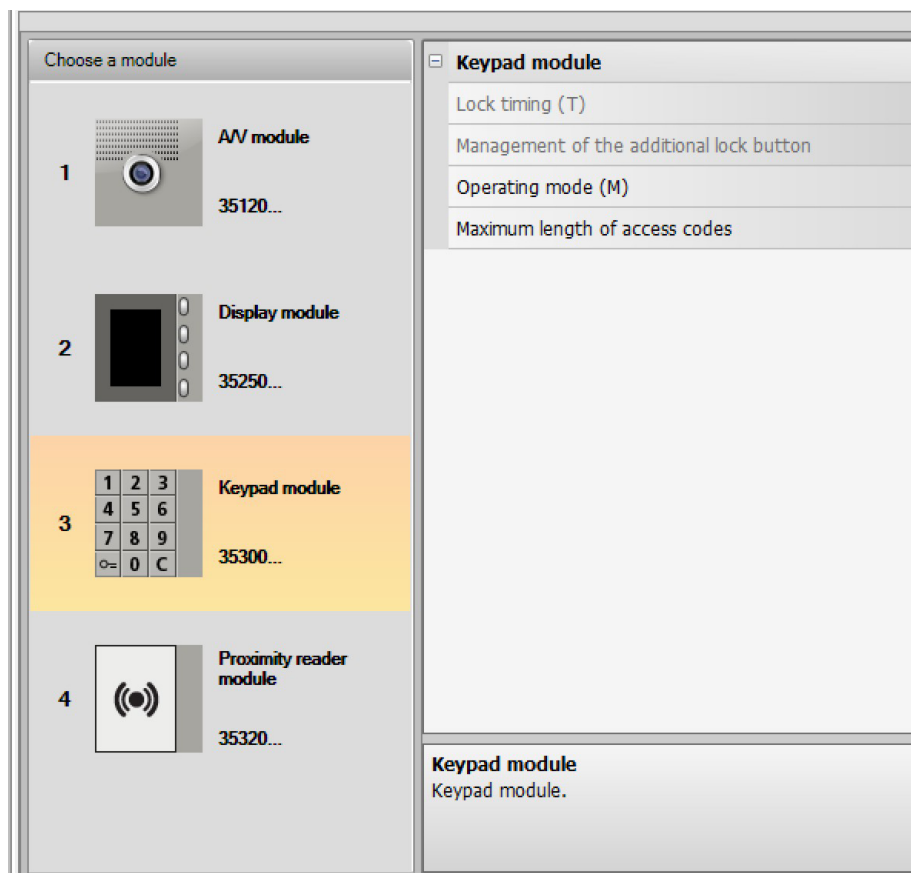 Choose a module
1
A/V module
35120...
2
Display module
35250...
3
1 2 3
4 5 6
7 8 9
0 C
Keypad module
35300...
4
Proximity reader
module
35320...
Keypad module
Lock timing (T)
Management of the additional lock button
Operating mode (M)
Maximum length of access codes
Keypad module
Keypad module.